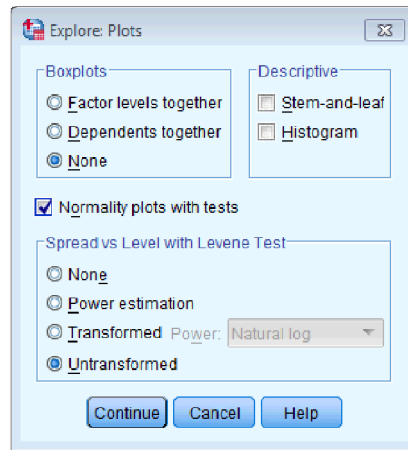 Explore: Plots
Boxplots
Factor levels together
Dependents together
None
Descriptive
Stem-and-leaf
Histogram
Normality plots with tests
Spread vs Level with Levene Test
None
Power estimation
Transformed Power: Natural log
Untransformed
Continue Cancel Help